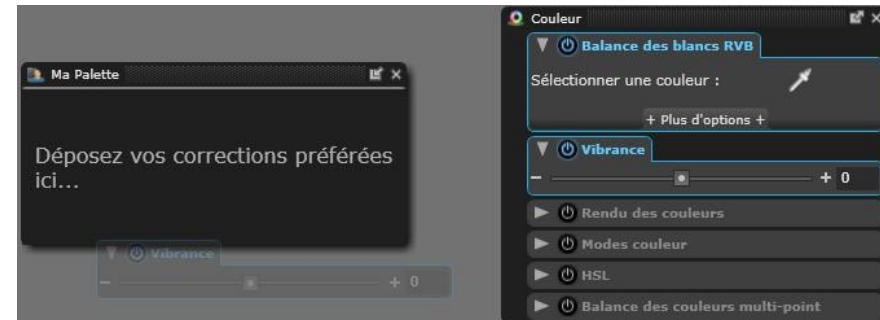 Ma Palette
Déposez vos corrections préférées
ici...
Vibrance
- + 0
Couleur
Balance des blancs RVB
Sélectionner une couleur :
+ Plus d'options +
Vibrance
- + 0
Rendu des couleurs
Modes couleur
HSL
Balance des couleurs multi-point